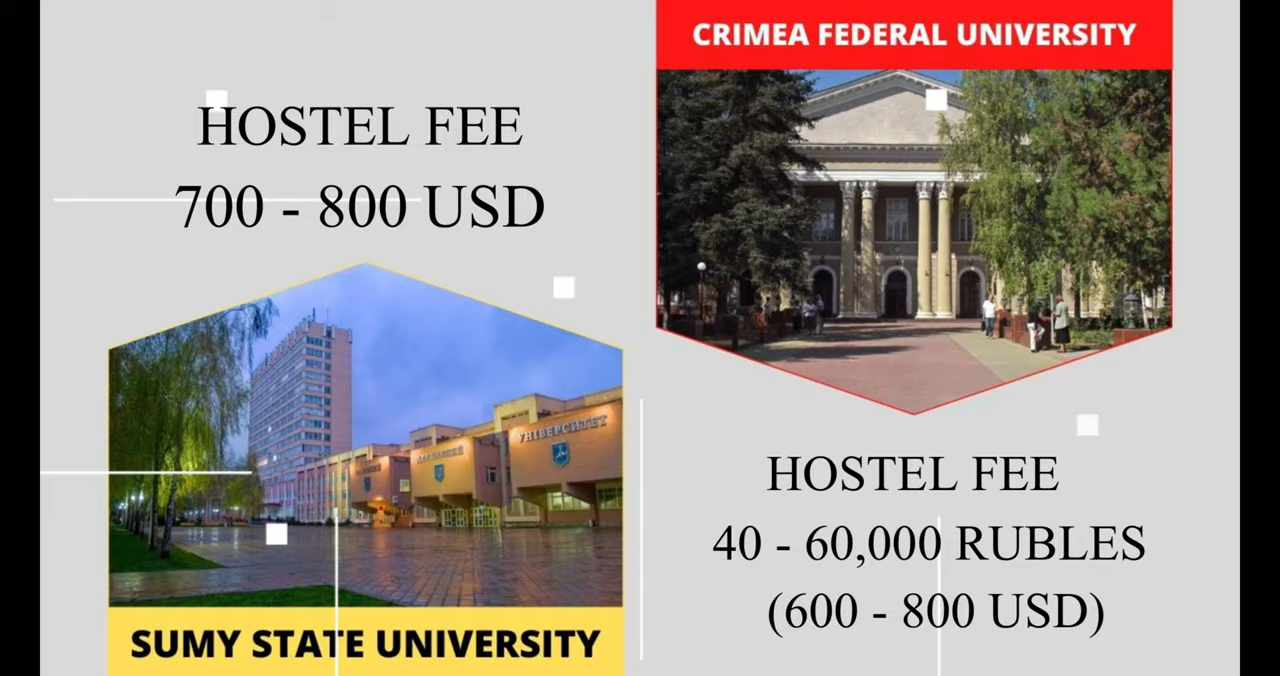 HOSTEL FEE
700 - 800 USD
УНІВЕРСИТЕТ
SUMY STATE UNIVERSITY
CRIMEA FEDERAL UNIVERSITY
HOSTEL FEE
40 - 60,000 RUBLES
(600 - 800 USD)